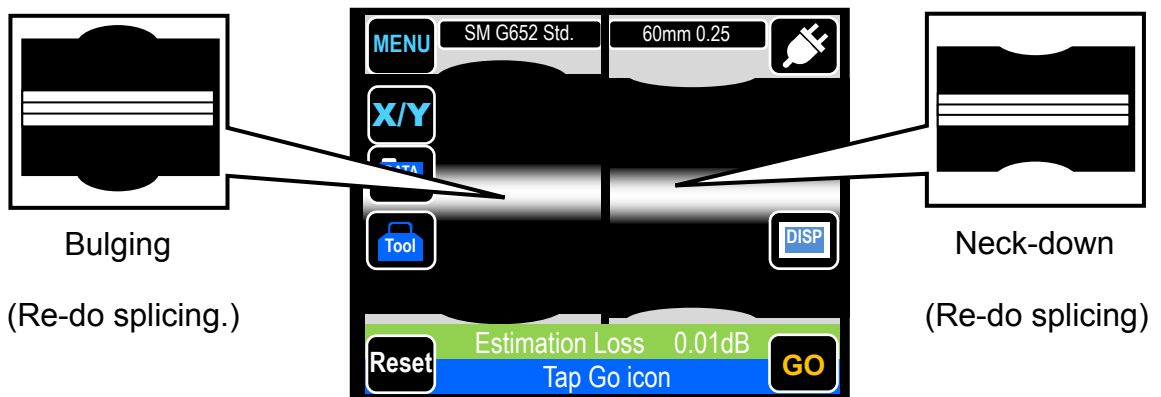 MENU
SM G652 Std.
60mm 0.25
X/Y
DATA
Tool
DISP
Bulging
(Re-do splicing.)
Neck-down
(Re-do splicing)
Estimation Loss 0.01dB
Reset
Tap Go icon
GO